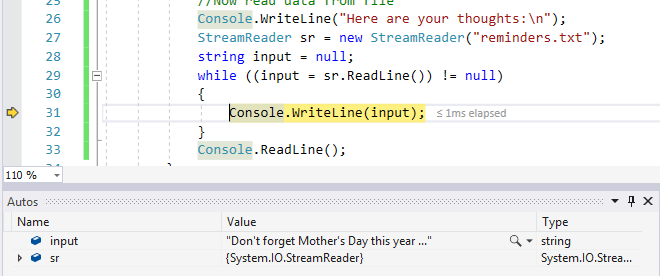 25 //Now read data from file
26 Console.WriteLine("Here are your thoughts:\n");
27 StreamReader sr = new StreamReader("reminders.txt");
28 string input = null;
29 while ((input = sr.ReadLine()) != null)
30 {
31 Console.WriteLine(input); ≤ 1ms elapsed
32 }
33 Console.ReadLine();
34 }
110 %
Autos
Name Value Type
input "Don't forget Mother's Day this year ..." string
sr {System.IO.StreamReader} System.IO.Strea...